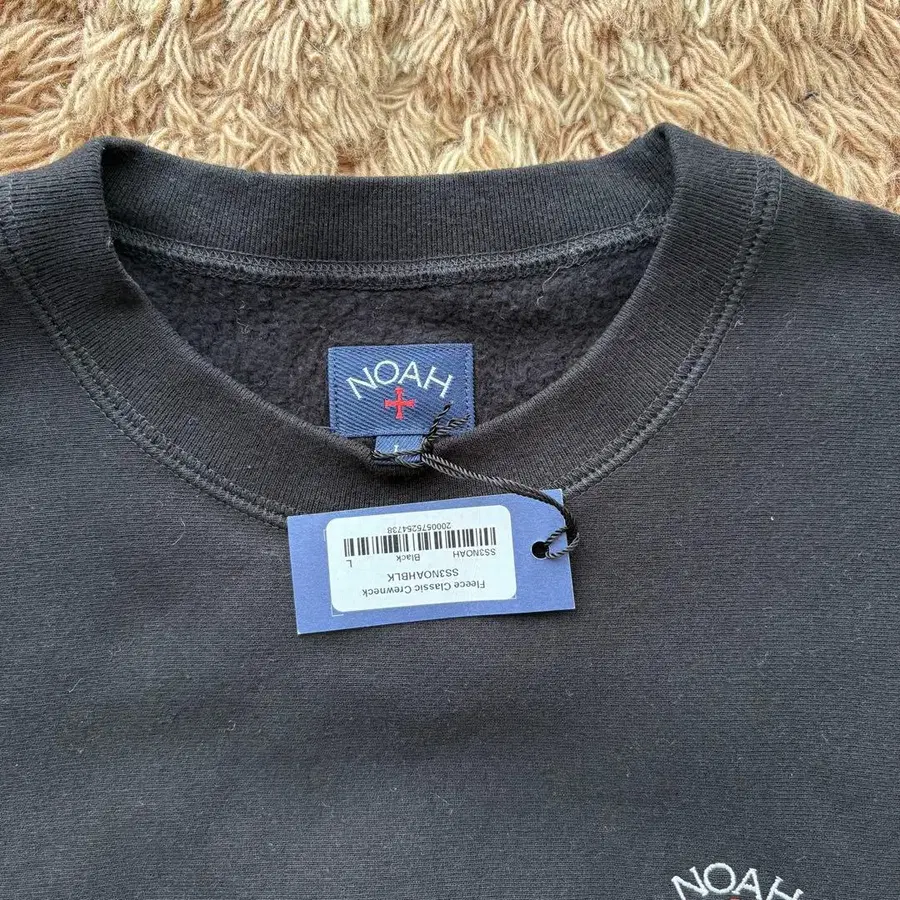 NOAH
L
Fleece Classic Crewneck
SS3NOAHBLK
SS3NOAH Black L
2000575254738
NOAH